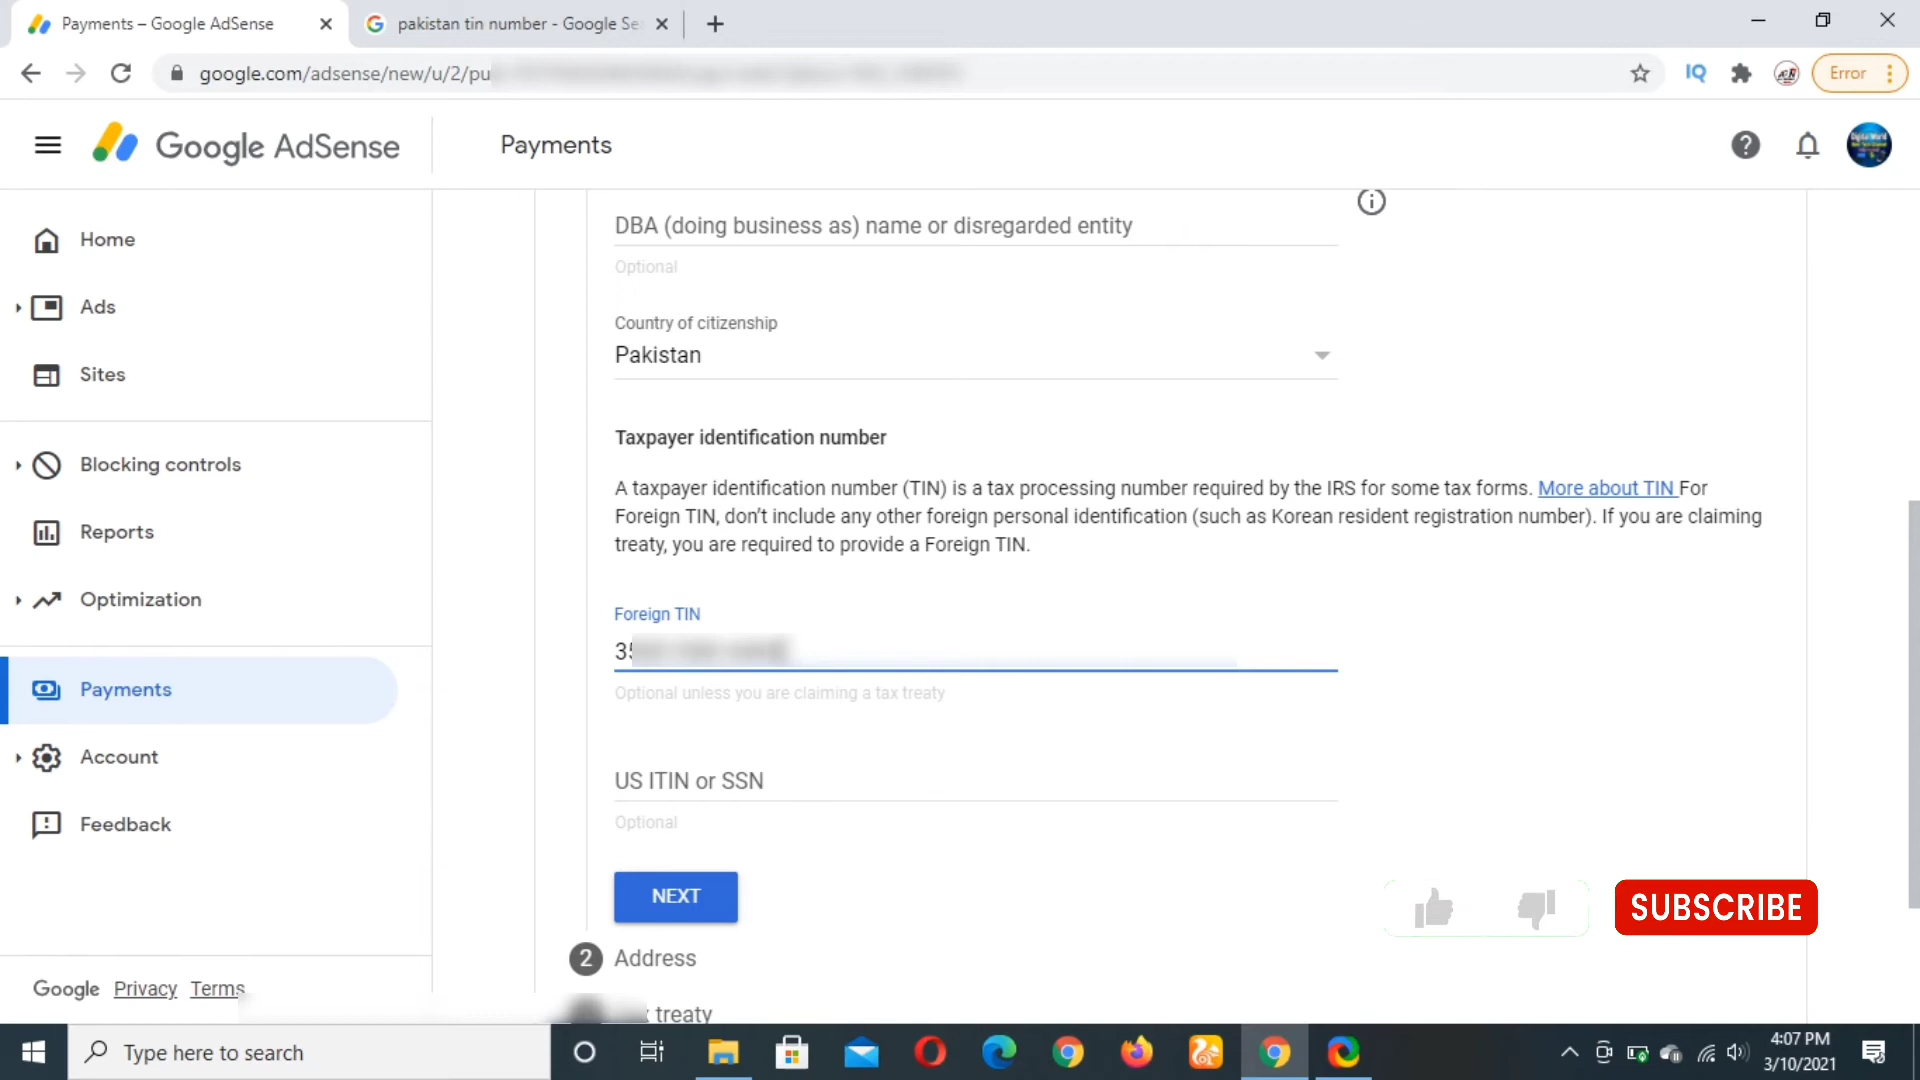 Payments – Google AdSense
pakistan tin number - Google Se
google.com/adsense/new/u/2/pu
IQ
Error
Google AdSense
Payments
Home
Ads
Sites
Blocking controls
Reports
Optimization
Payments
Account
Feedback
Google Privacy Terms
DBA (doing business as) name or disregarded entity
Optional
Country of citizenship
Pakistan
Taxpayer identification number
A taxpayer identification number (TIN) is a tax processing number required by the IRS for some tax forms. More about TIN For
Foreign TIN, don't include any other foreign personal identification (such as Korean resident registration number). If you are claiming
treaty, you are required to provide a Foreign TIN.
Foreign TIN
35
Optional unless you are claiming a tax treaty
US ITIN or SSN
Optional
NEXT
SUBSCRIBE
2 Address
treaty
Type here to search
4:07 PM
3/10/2021